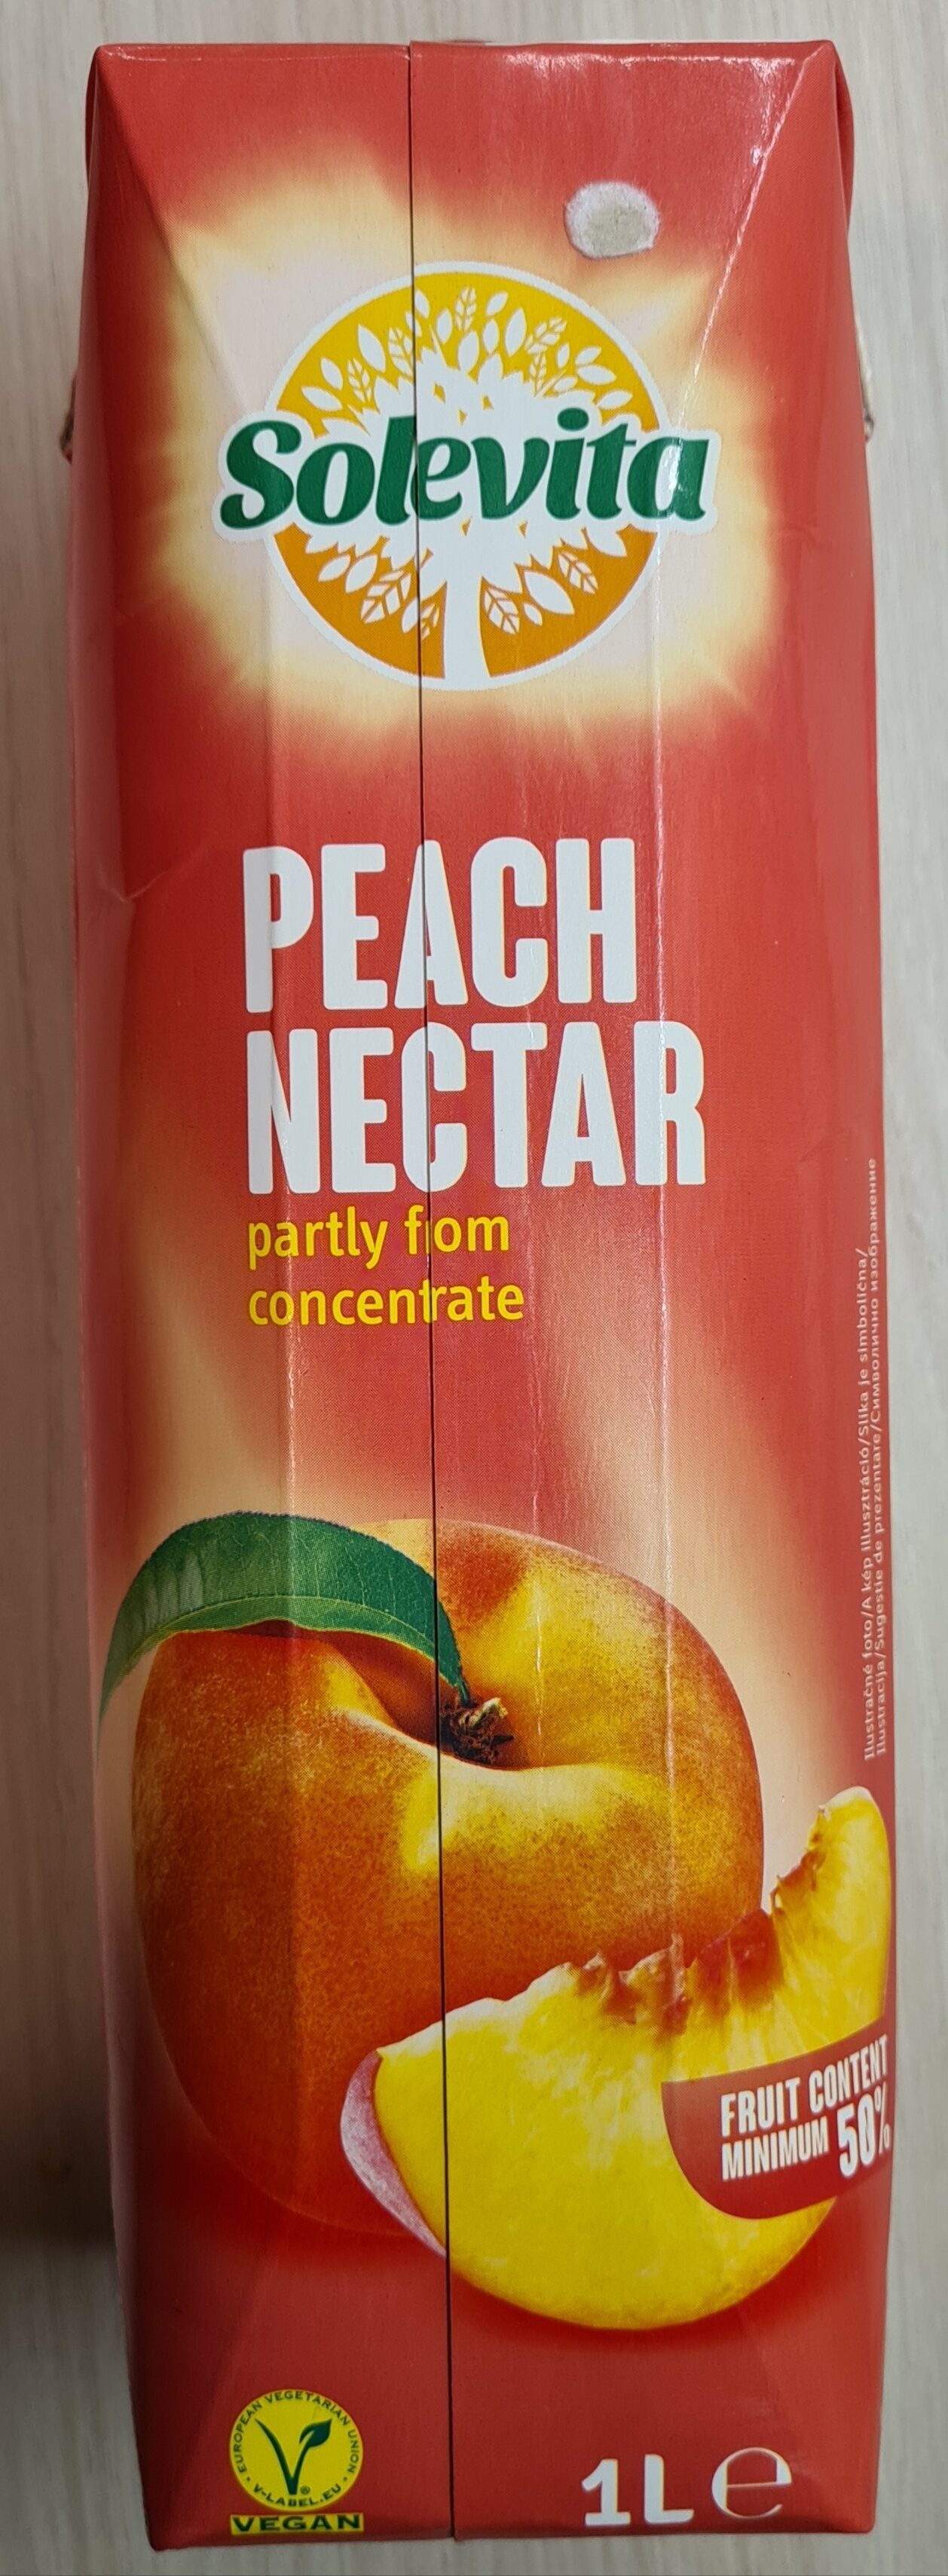 Solevita
PEACH
NECTAR
partly from
concentrate
Ilustračné foto/A kép illusztráció/Slika je simbolična/
Ilustracija/Sugestie de prezentare/Символично изображение
FRUIT CONTENT
MINIMUM 50%
EUROPEAN VEGETARIAN UNION
V-LABEL.EU
®
VEGAN
1L ℮